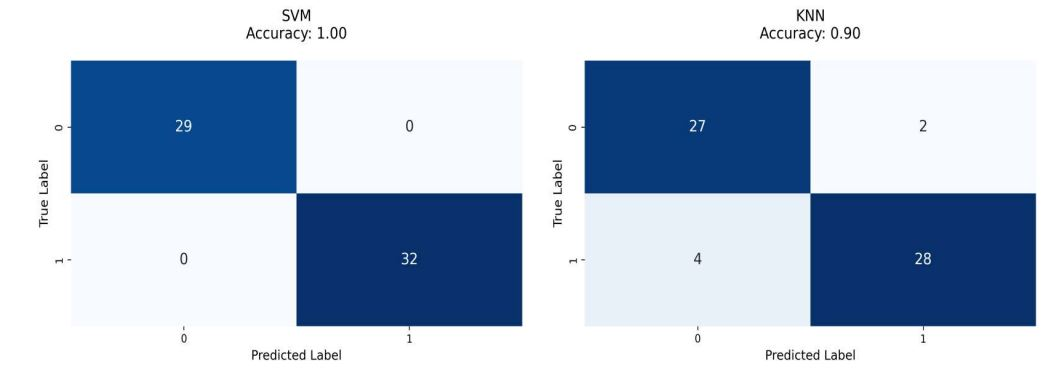 SVM
Accuracy: 1.00
True Label
0
29
0
1
0
32
0
1
Predicted Label
KNN
Accuracy: 0.90
True Label
0
27
2
1
4
28
0
1
Predicted Label